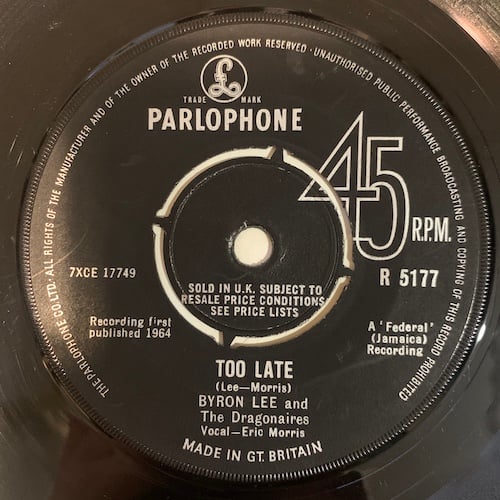 THE PARLOPHONE CO.LTD. ALL RIGHTS OF THE MANUFACTURER AND OF THE OWNER OF THE RECORDED WORK RESERVED · UNAUTHORISED PUBLIC PERFORMANCE BROADCASTING AND COPYING OF THIS RECORD PROHIBITED
£
TRADE MARK
PARLOPHONE
45
R.P.M.
7XCE 17749
R 5177
SOLD IN U.K. SUBJECT TO
RESALE PRICE CONDITIONS
SEE PRICE LISTS
Recording first
published 1964
A 'Federal'
(Jamaica)
Recording
TOO LATE
(Lee—Morris)
BYRON LEE and
The Dragonaires
Vocal—Eric Morris
MADE IN GT. BRITAIN